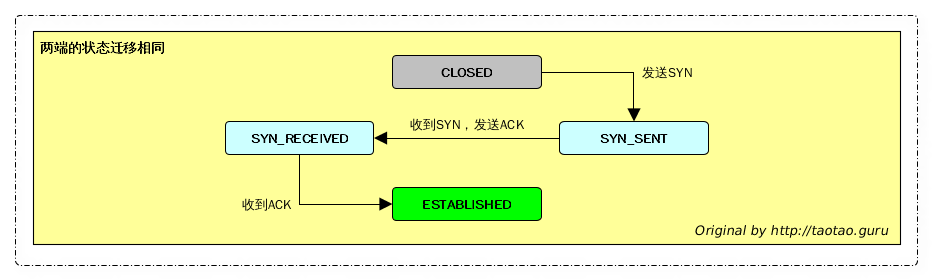 两端的状态迁移相同
CLOSED
发送SYN
收到SYN，发送ACK
SYN_RECEIVED
SYN_SENT
收到ACK
ESTABLISHED
Original by http://taotao.guru